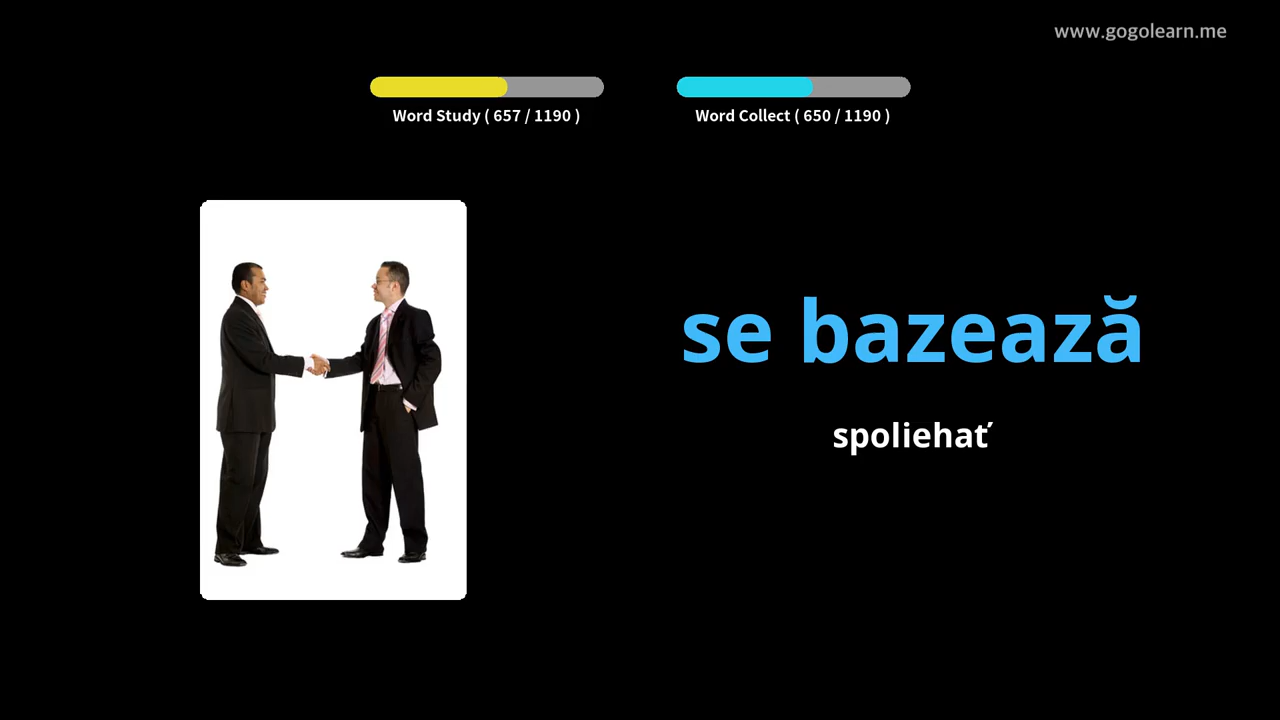 www.gogolearn.me
Word Study ( 657 / 1190 )
Word Collect ( 650 / 1190 )
se bazează
spoliehať